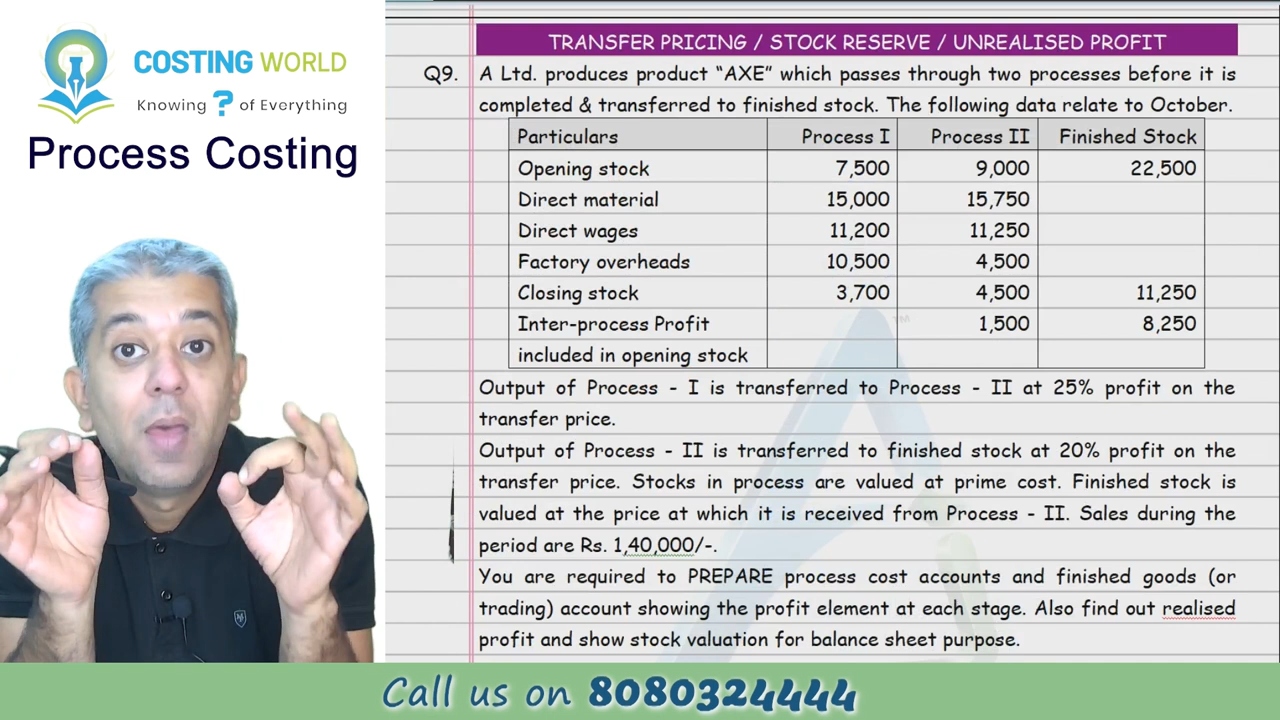 COSTING WORLD
Knowing ? of Everything
Process Costing
TRANSFER PRICING / STOCK RESERVE / UNREALISED PROFIT
Q9. A Ltd. produces product “AXE” which passes through two processes before it is
completed & transferred to finished stock. The following data relate to October.
Particulars Process I Process II Finished Stock
Opening stock 7,500 9,000 22,500
Direct material 15,000 15,750
Direct wages 11,200 11,250
Factory overheads 10,500 4,500
Closing stock 3,700 4,500 11,250
Inter-process Profit 1,500 8,250
included in opening stock
Output of Process - I is transferred to Process - II at 25% profit on the
transfer price.
Output of Process - II is transferred to finished stock at 20% profit on the
transfer price. Stocks in process are valued at prime cost. Finished stock is
valued at the price at which it is received from Process - II. Sales during the
period are Rs. 1,40,000/-.
You are required to PREPARE process cost accounts and finished goods (or
trading) account showing the profit element at each stage. Also find out realised
profit and show stock valuation for balance sheet purpose.
Call us on 8080324444